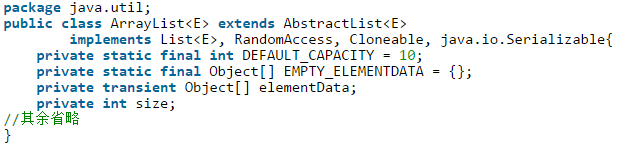 package java.util;
public class ArrayList<E> extends AbstractList<E>
        implements List<E>, RandomAccess, Cloneable, java.io.Serializable{
    private static final int DEFAULT_CAPACITY = 10;
    private static final Object[] EMPTY_ELEMENTDATA = {};
    private transient Object[] elementData;
    private int size;
//其余省略
}